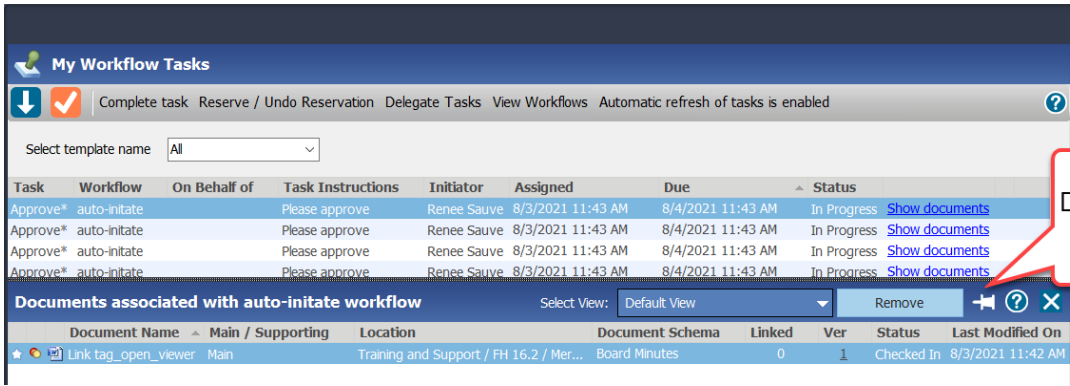 My Workflow Tasks
Complete task Reserve / Undo Reservation Delegate Tasks View Workflows Automatic refresh of tasks is enabled ?
Select template name All
Task Workflow On Behalf of Task Instructions Initiator Assigned Due Status
Approve* auto-initate Please approve Renee Sauve 8/3/2021 11:43 AM 8/4/2021 11:43 AM In Progress Show documents
Approve* auto-initate Please approve Renee Sauve 8/3/2021 11:43 AM 8/4/2021 11:43 AM In Progress Show documents
Approve* auto-initate Please approve Renee Sauve 8/3/2021 11:43 AM 8/4/2021 11:43 AM In Progress Show documents
Approve* auto-initate Please approve Renee Sauve 8/3/2021 11:43 AM 8/4/2021 11:43 AM In Progress Show documents
D
Documents associated with auto-initate workflow Select View: Default View Remove ?
Document Name Main / Supporting Location Document Schema Linked Ver Status Last Modified On
Link tag_open_viewer Main Training and Support / FH 16.2 / Mer... Board Minutes 0 1 Checked In 8/3/2021 11:42 AM